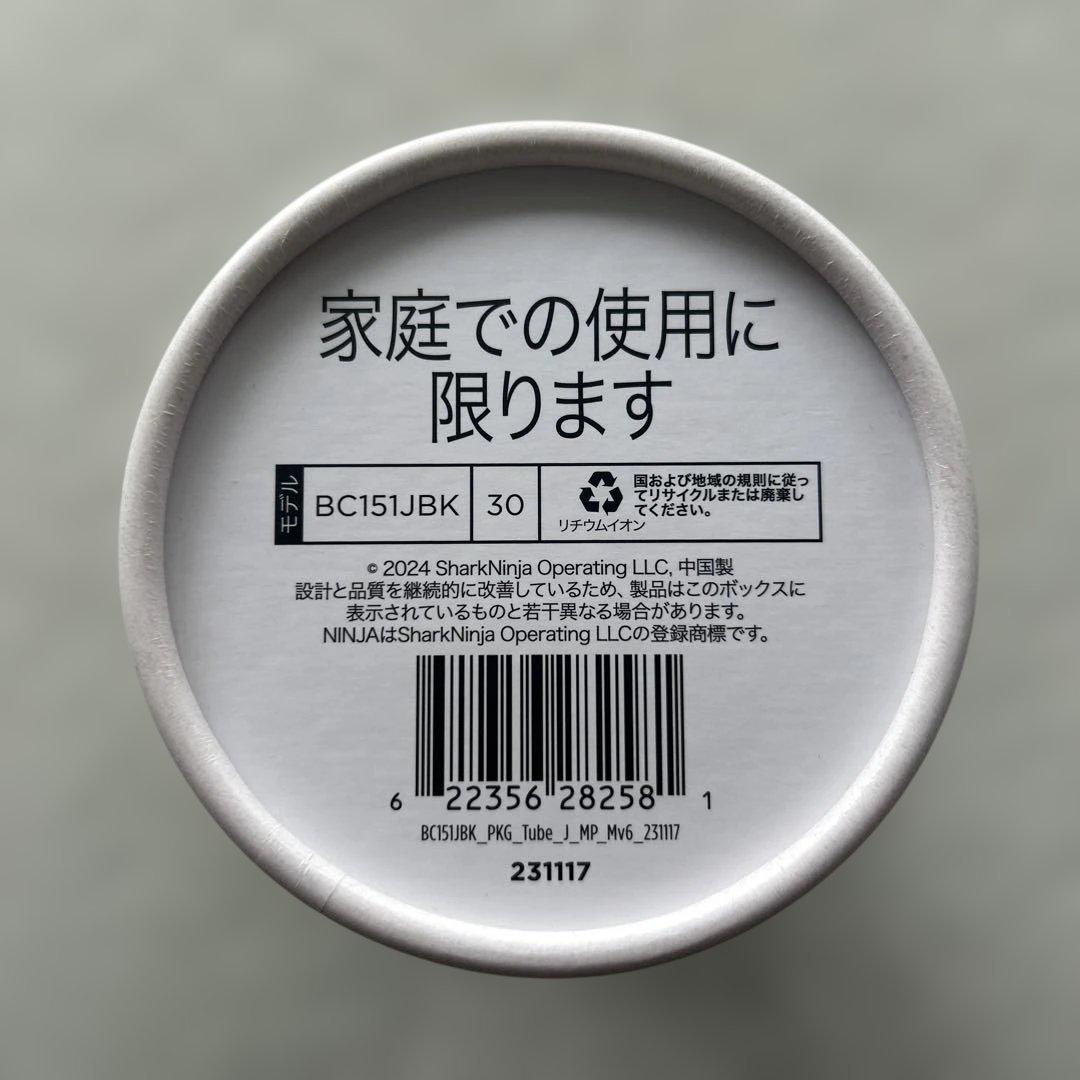 家庭での使用に
限ります
モデル
BC151JBK
30
リチウムイオン
国および地域の規則に従っ
てリサイクルまたは廃棄し
てください。
© 2024 SharkNinja Operating LLC, 中国製
設計と品質を継続的に改善しているため、製品はこのボックスに
表示されているものと若干異なる場合があります。
NINJAはSharkNinja Operating LLCの登録商標です。
6 22356 28258 1
BC151JBK_PKG_Tube_J_MP_Mv6_231117
231117